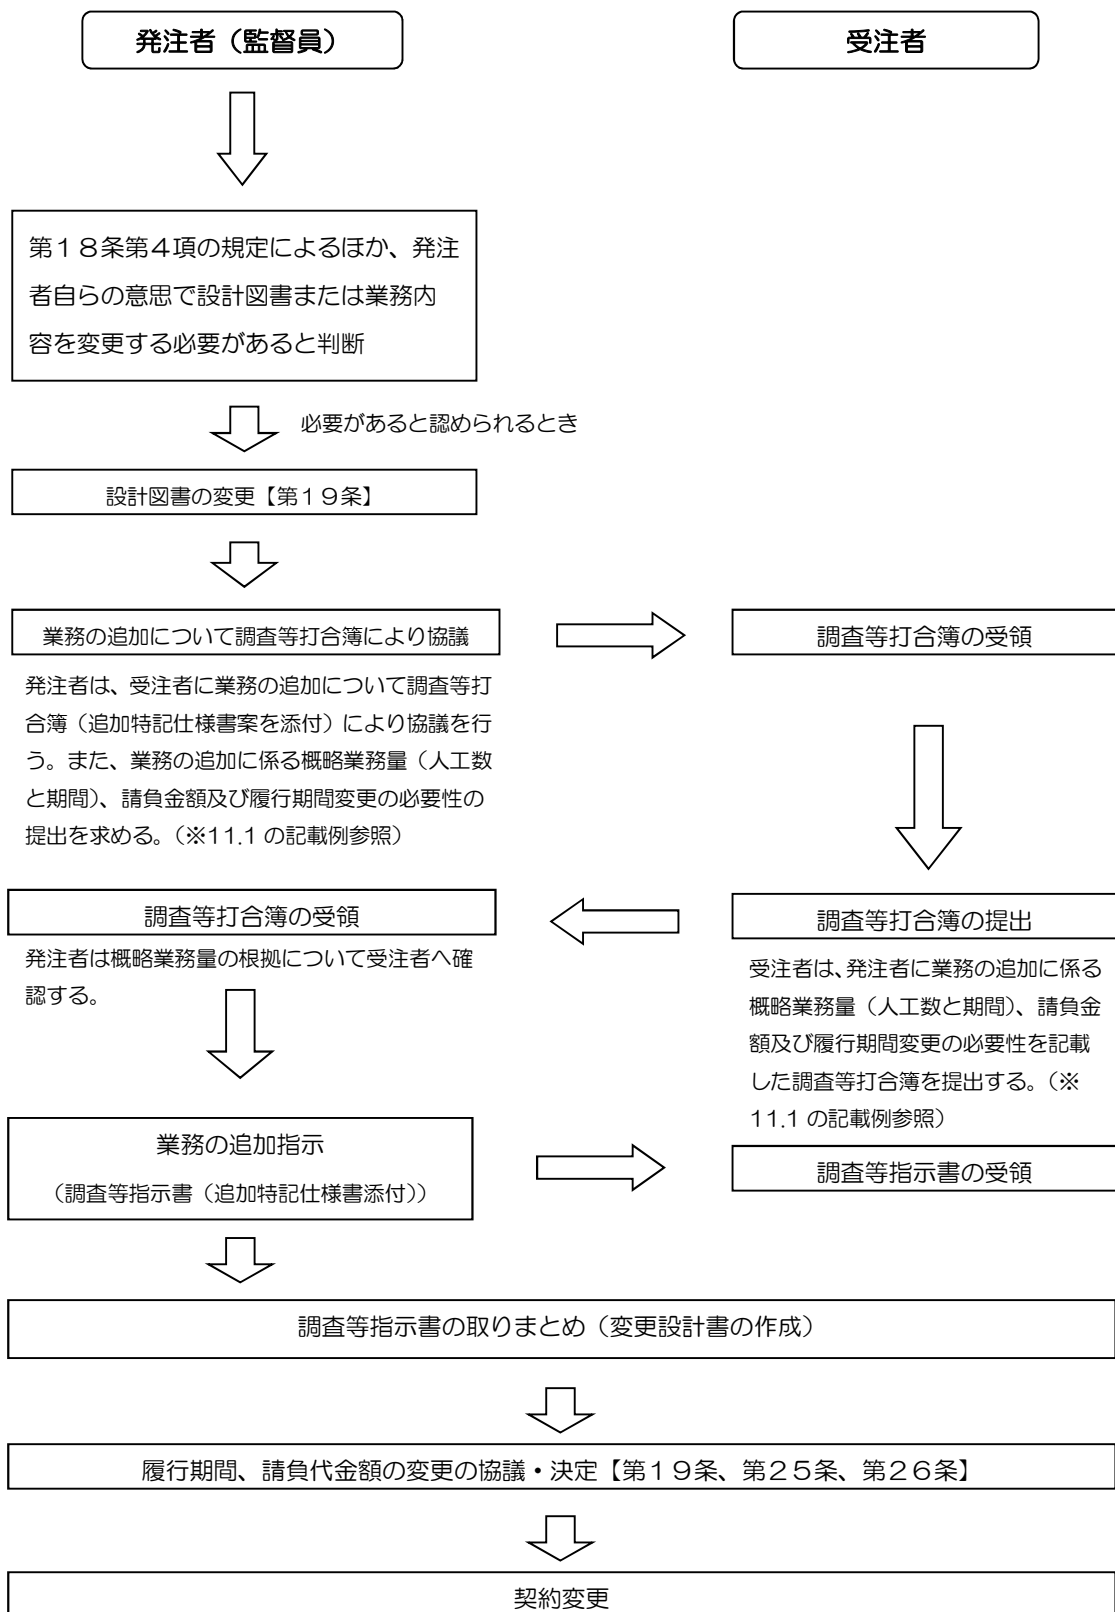 発注者（監督員）
受注者
第１８条第４項の規定によるほか、発注
者自らの意思で設計図書または業務内
容を変更する必要があると判断
必要があると認められるとき
設計図書の変更【第１９条】
業務の追加について調査等打合簿により協議
調査等打合簿の受領
発注者は、受注者に業務の追加について調査等打
合簿（追加特記仕様書案を添付）により協議を行
う。また、業務の追加に係る概略業務量（人工数
と期間）、請負金額及び履行期間変更の必要性の
提出を求める。（※11.1 の記載例参照）
調査等打合簿の受領
調査等打合簿の提出
発注者は概略業務量の根拠について受注者へ確
認する。
受注者は、発注者に業務の追加に係る
概略業務量（人工数と期間）、請負金
額及び履行期間変更の必要性を記載
した調査等打合簿を提出する。（※
11.1 の記載例参照）
業務の追加指示
（調査等指示書（追加特記仕様書添付））
調査等指示書の受領
調査等指示書の取りまとめ（変更設計書の作成）
履行期間、請負代金額の変更の協議・決定【第１９条、第２５条、第２６条】
契約変更